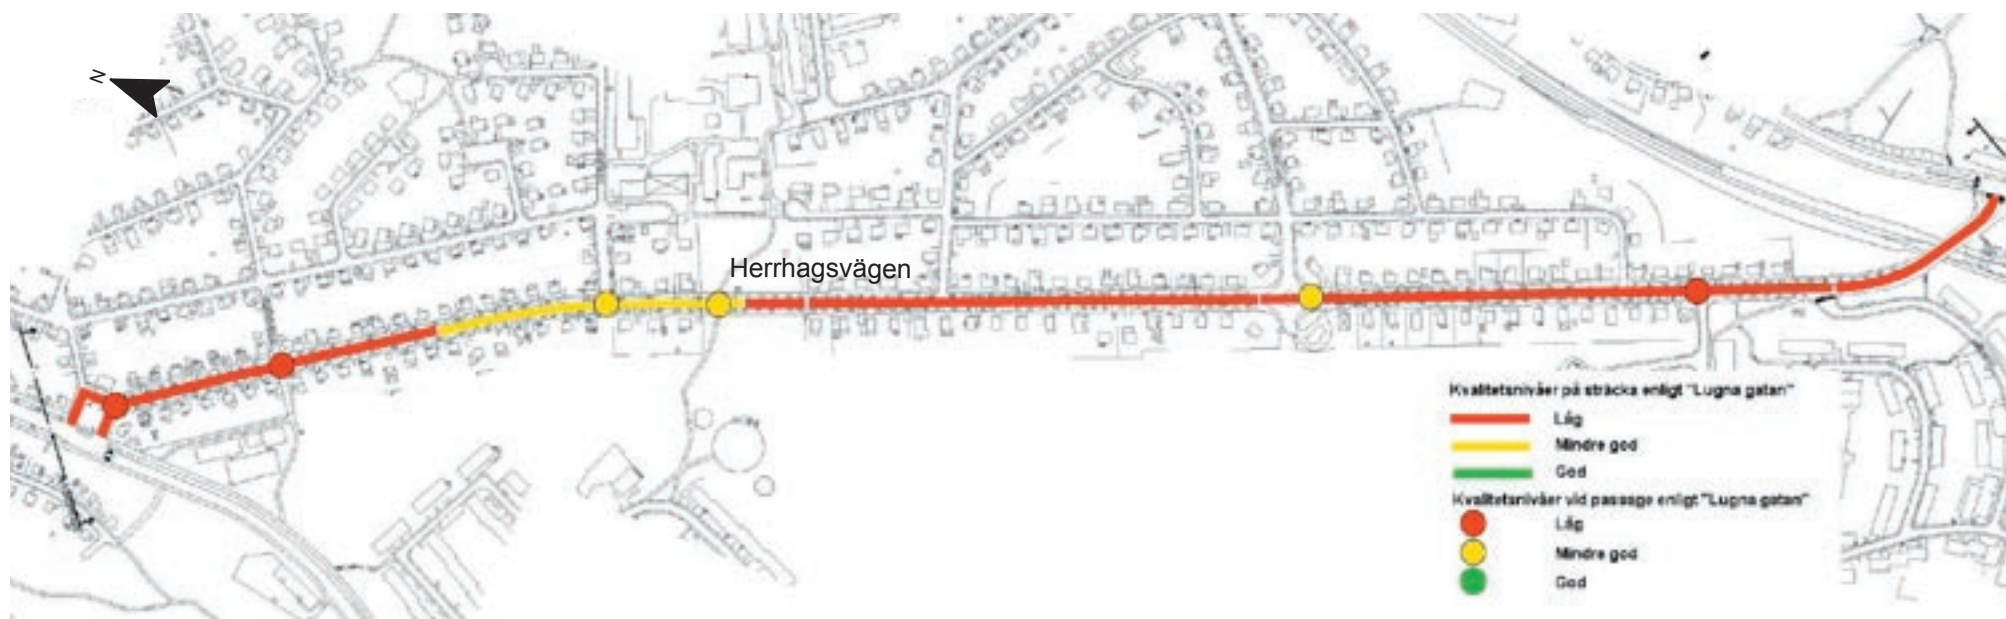 N
Herrhagsvägen
Kvalitetsnivåer på sträcka enligt "Lugna gatan"
Låg
Mindre god
God
Kvalitetsnivåer vid passage enligt "Lugna gatan"
Låg
Mindre god
God